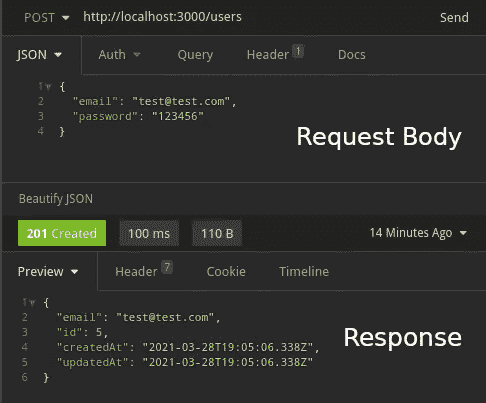 POST http://localhost:3000/users Send
JSON Auth Query Header 1 Docs
1 {
2 "email": "test@test.com",
3 "password": "123456"
4 }
Request Body
Beautify JSON
201 Created 100 ms 110 B 14 Minutes Ago
Preview Header 7 Cookie Timeline
1 {
2 "email": "test@test.com",
3 "id": 5,
4 "createdAt": "2021-03-28T19:05:06.338Z",
5 "updatedAt": "2021-03-28T19:05:06.338Z"
6 }
Response